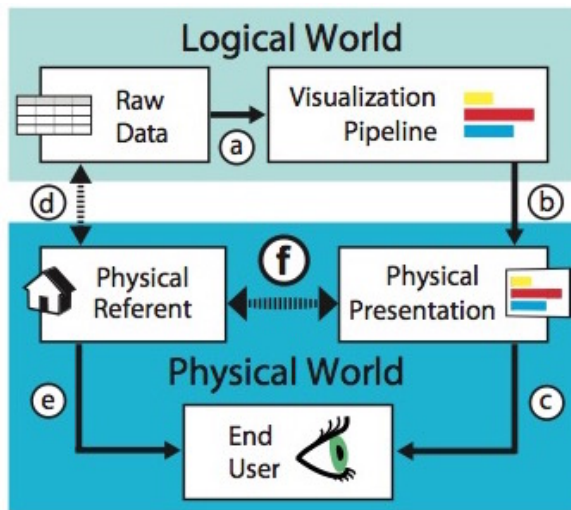 Logical World
Raw
Data
a
Visualization
Pipeline
d
b
f
Physical
Referent
Physical
Presentation
Physical World
e
c
End
User